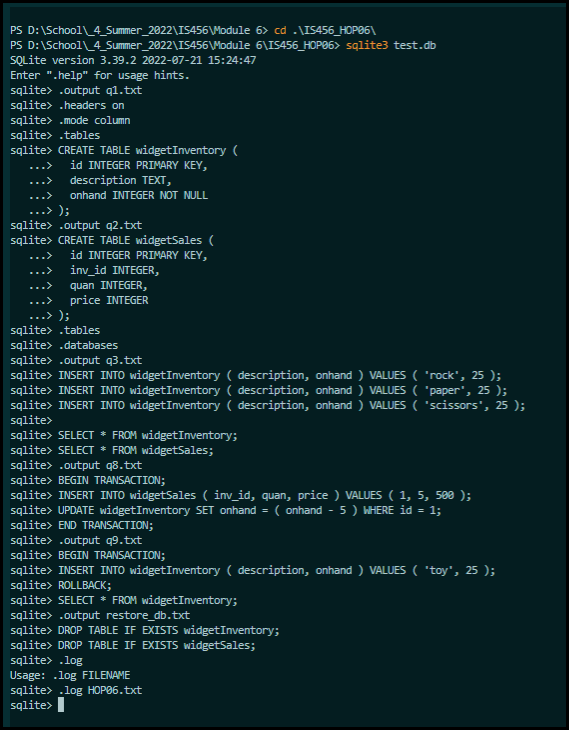 PS D:\School\_4_Summer_2022\IS456\Module 6> cd .\IS456_HOP06\
PS D:\School\_4_Summer_2022\IS456\Module 6\IS456_HOP06> sqlite3 test.db
SQLite version 3.39.2 2022-07-21 15:24:47
Enter ".help" for usage hints.
sqlite> .output q1.txt
sqlite> .headers on
sqlite> .mode column
sqlite> .tables
sqlite> CREATE TABLE widgetInventory (
   ...>   id INTEGER PRIMARY KEY,
   ...>   description TEXT,
   ...>   onhand INTEGER NOT NULL
   ...> );
sqlite> .output q2.txt
sqlite> CREATE TABLE widgetSales (
   ...>   id INTEGER PRIMARY KEY,
   ...>   inv_id INTEGER,
   ...>   quan INTEGER,
   ...>   price INTEGER
   ...> );
sqlite> .tables
sqlite> .databases
sqlite> .output q3.txt
sqlite> INSERT INTO widgetInventory ( description, onhand ) VALUES ( 'rock', 25 );
sqlite> INSERT INTO widgetInventory ( description, onhand ) VALUES ( 'paper', 25 );
sqlite> INSERT INTO widgetInventory ( description, onhand ) VALUES ( 'scissors', 25 );
sqlite>
sqlite> SELECT * FROM widgetInventory;
sqlite> SELECT * FROM widgetSales;
sqlite> .output q8.txt
sqlite> BEGIN TRANSACTION;
sqlite> INSERT INTO widgetSales ( inv_id, quan, price ) VALUES ( 1, 5, 500 );
sqlite> UPDATE widgetInventory SET onhand = ( onhand - 5 ) WHERE id = 1;
sqlite> END TRANSACTION;
sqlite> .output q9.txt
sqlite> BEGIN TRANSACTION;
sqlite> INSERT INTO widgetInventory ( description, onhand ) VALUES ( 'toy', 25 );
sqlite> ROLLBACK;
sqlite> SELECT * FROM widgetInventory;
sqlite> .output restore_db.txt
sqlite> DROP TABLE IF EXISTS widgetInventory;
sqlite> DROP TABLE IF EXISTS widgetSales;
sqlite> .log
Usage: .log FILENAME
sqlite> .log HOP06.txt
sqlite>